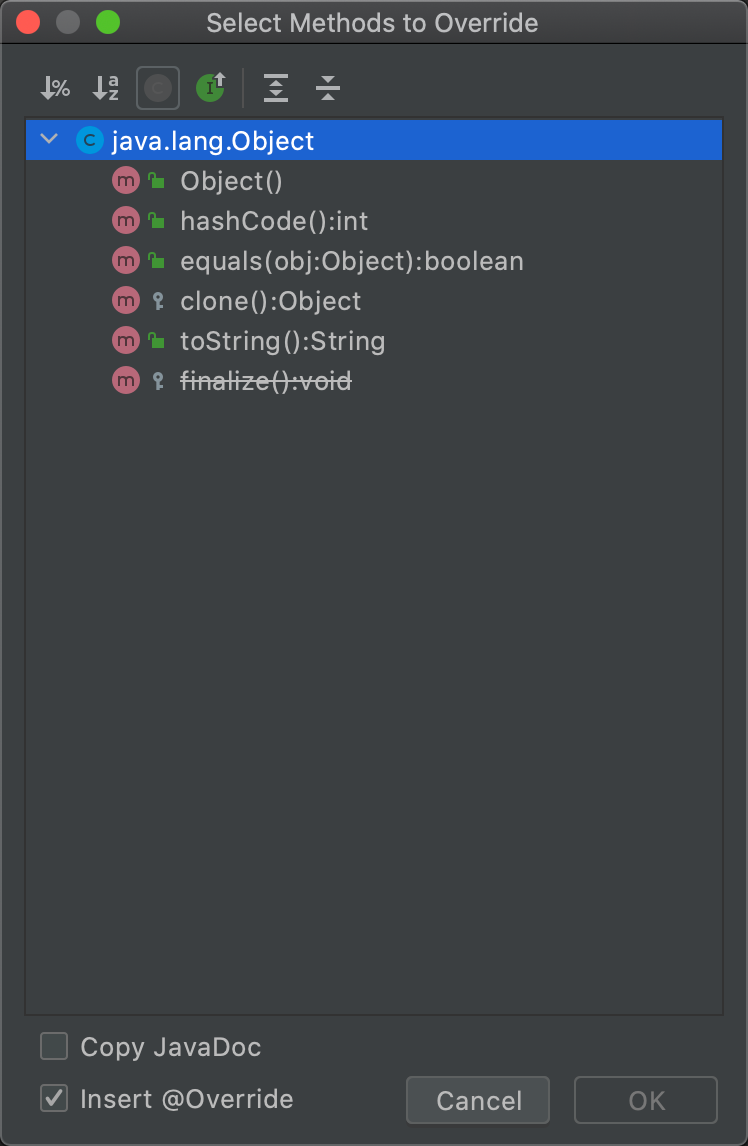 Select Methods to Override
java.lang.Object
Object()
hashCode():int
equals(obj:Object):boolean
clone():Object
toString():String
finalize():void
Copy JavaDoc
Insert @Override
Cancel
OK